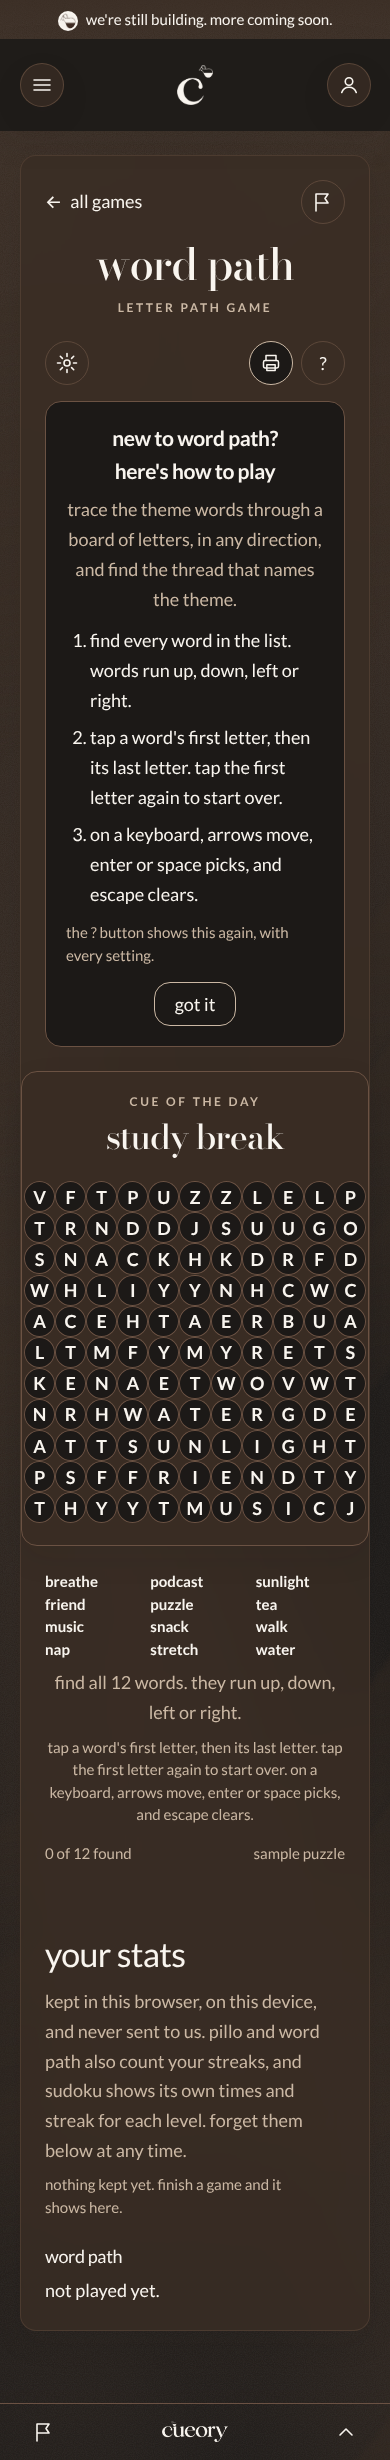 we're still building. more coming soon.
c
← all games
word path
LETTER PATH GAME
?
new to word path?
here's how to play
trace the theme words through a
board of letters, in any direction,
and find the thread that names
the theme.
1. find every word in the list.
words run up, down, left or
right.
2. tap a word's first letter, then
its last letter. tap the first
letter again to start over.
3. on a keyboard, arrows move,
enter or space picks, and
escape clears.
the ? button shows this again, with
every setting.
got it
CUE OF THE DAY
study break
V F T P U Z Z L E L P
T R N D D J S U U G O
S N A C K H K D R F D
W H L I Y Y N H C W C
A C E H T A E R B U A
L T M F Y M Y R E T S
K E N A E T W O V W T
N R H W A T E R G D E
A T T S U N L I G H T
P S F F R I E N D T Y
T H Y Y T M U S I C J
breathe podcast sunlight
friend puzzle tea
music snack walk
nap stretch water
find all 12 words. they run up, down,
left or right.
tap a word's first letter, then its last letter. tap
the first letter again to start over. on a
keyboard, arrows move, enter or space picks,
and escape clears.
0 of 12 found sample puzzle
your stats
kept in this browser, on this device,
and never sent to us. pillo and word
path also count your streaks, and
sudoku shows its own times and
streak for each level. forget them
below at any time.
nothing kept yet. finish a game and it
shows here.
word path
not played yet.
cueory